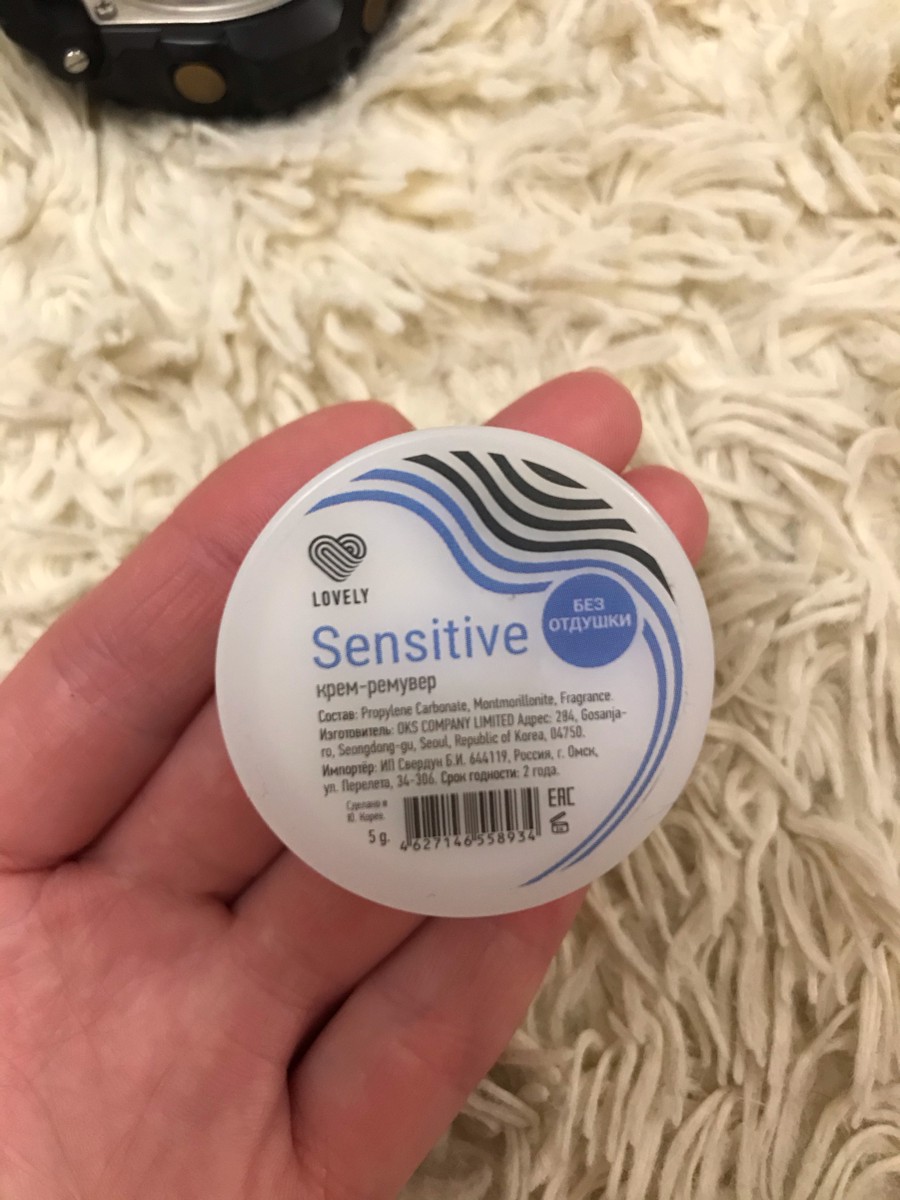 LOVELY
Sensitive
БЕЗ
ОТДУШКИ
крем-ремувер
Состав: Propylene Carbonate, Montmorillonite, Fragrance.
Изготовитель: OKS COMPANY LIMITED Адрес: 284, Gosanja-
ro, Seongdong-gu, Seoul, Republic of Korea, 04750.
Импортёр: ИП Свердун Б.И. 644119, Россия, г. Омск,
ул. Перелета, 34-306. Срок годности: 2 года.
Сделано в
Ю. Корея.
5 g.
4627146558934
EAC